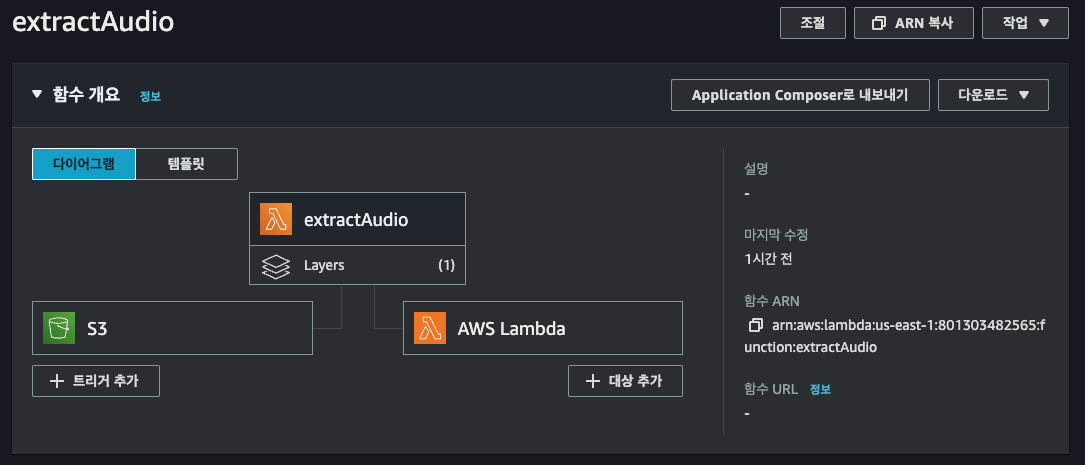 extractAudio
조절
ARN 복사
작업
함수 개요 정보
Application Composer로 내보내기
다운로드
다이어그램
템플릿
extractAudio
Layers (1)
S3
AWS Lambda
트리거 추가
대상 추가
설명
-
마지막 수정
1시간 전
함수 ARN
arn:aws:lambda:us-east-1:801303482565:f
unction:extractAudio
함수 URL 정보
-